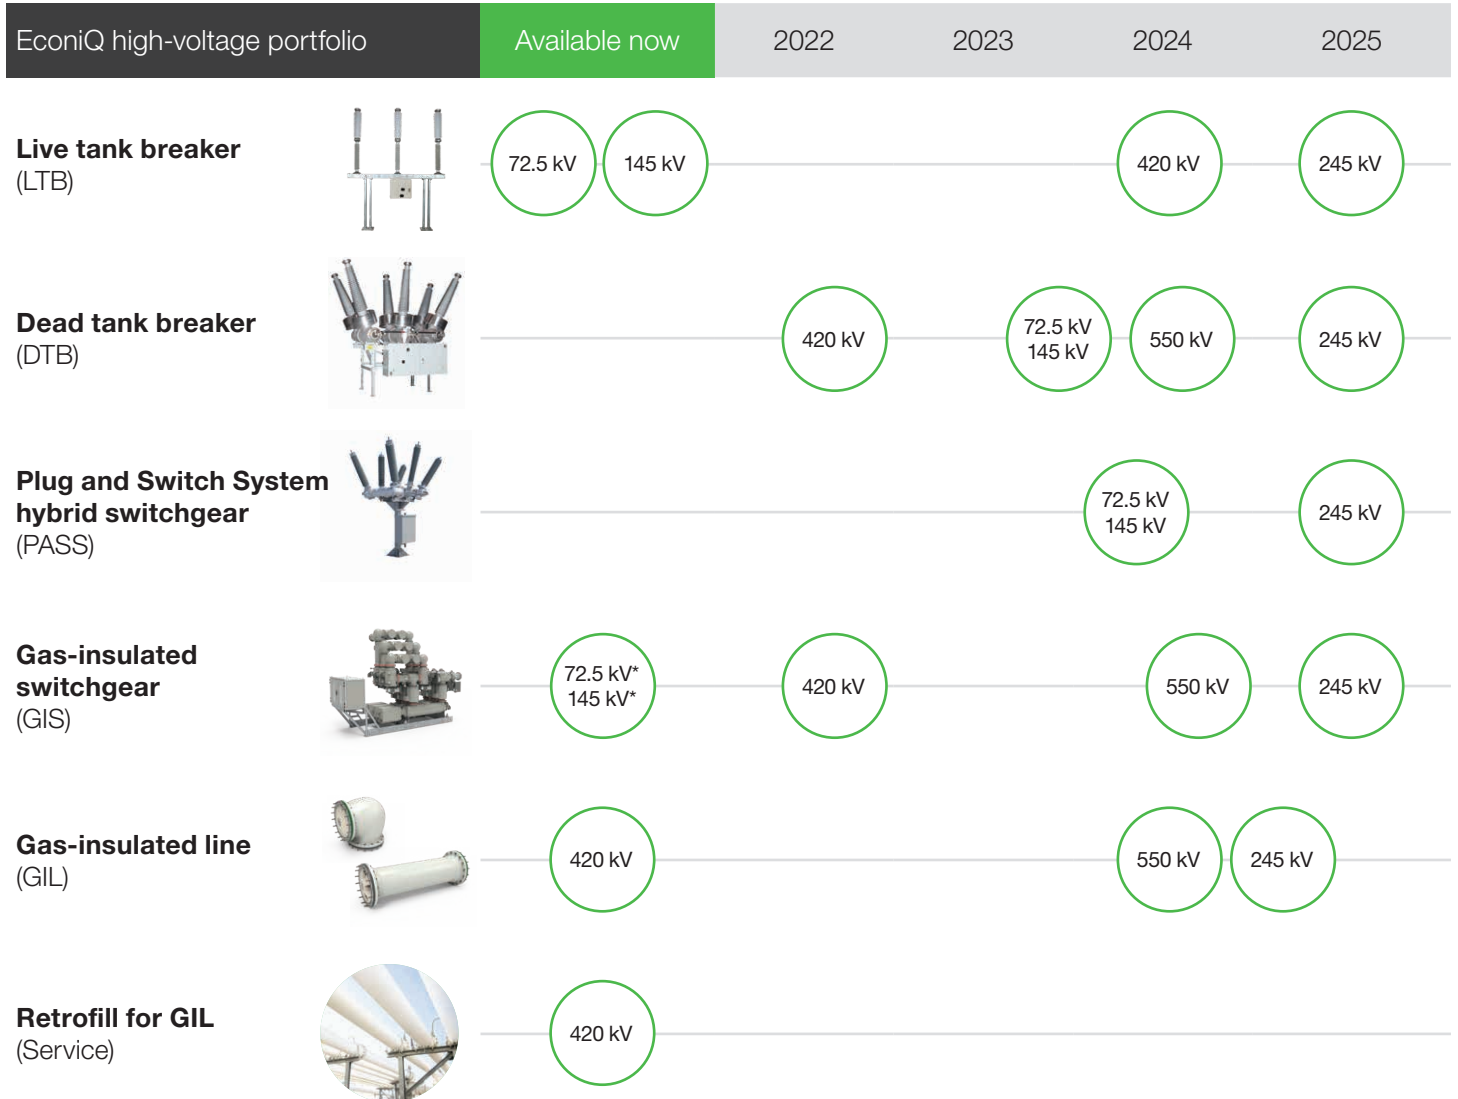 EconiQ high-voltage portfolio
Available now
2022
2023
2024
2025
Live tank breaker
(LTB)
72.5 kV
145 kV
420 kV
245 kV
Dead tank breaker
(DTB)
420 kV
72.5 kV
145 kV
550 kV
245 kV
Plug and Switch System
hybrid switchgear
(PASS)
72.5 kV
145 kV
245 kV
Gas-insulated
switchgear
(GIS)
72.5 kV*
145 kV*
420 kV
550 kV
245 kV
Gas-insulated line
(GIL)
420 kV
550 kV
245 kV
Retrofill for GIL
(Service)
420 kV